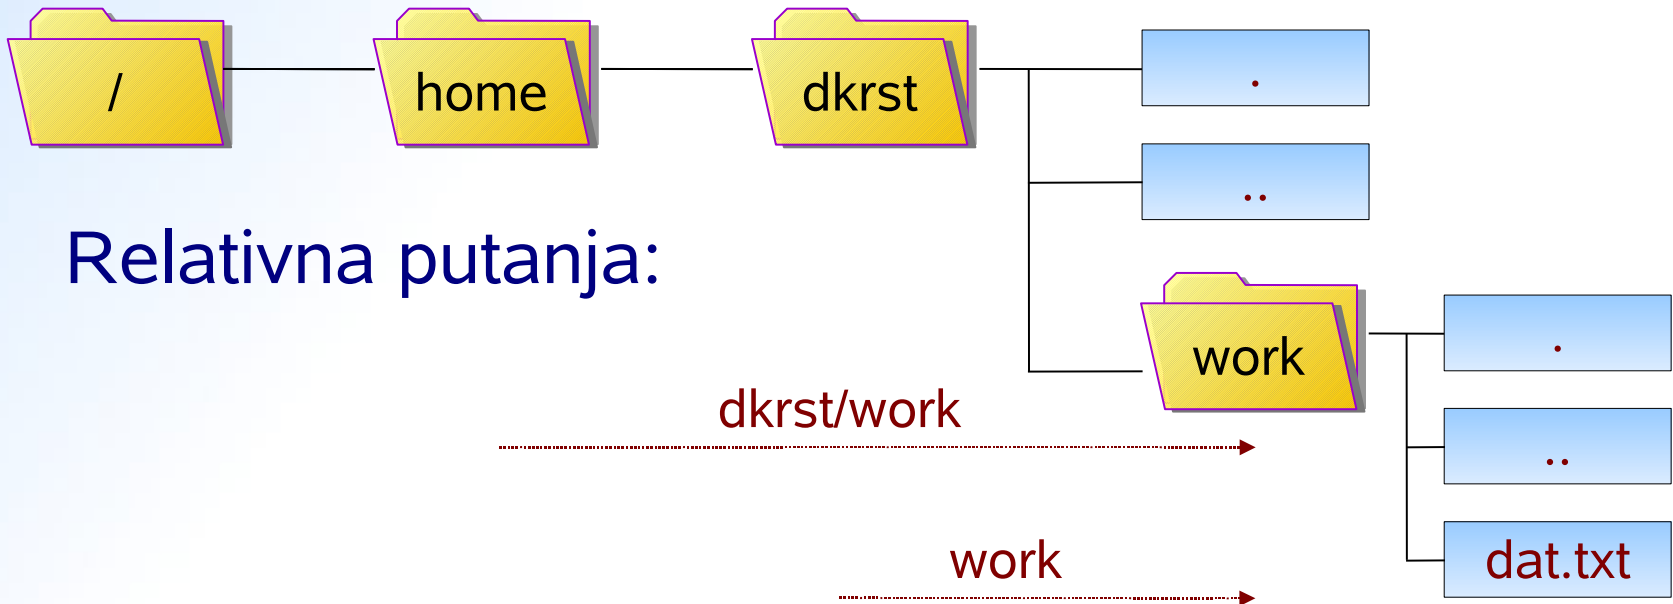 / home dkrst .
..
Relativna putanja:
work .
dkrst/work
..
work dat.txt